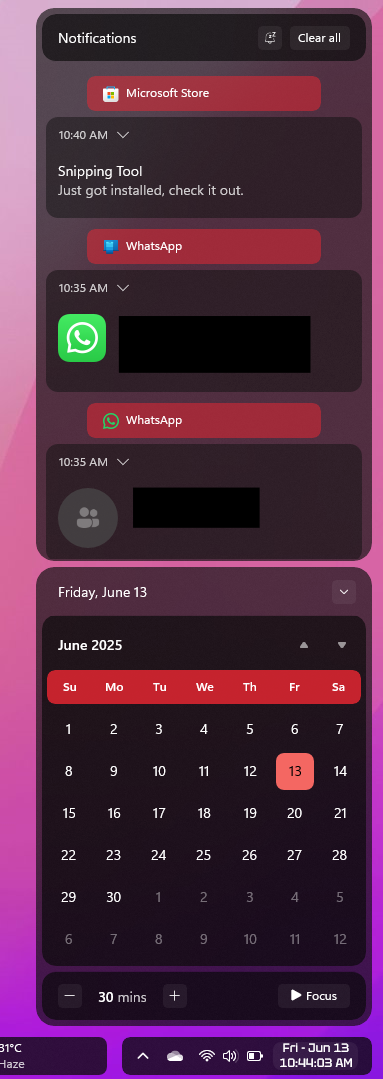 Notifications
Clear all
Microsoft Store
10:40 AM
Snipping Tool
Just got installed, check it out.
WhatsApp
10:35 AM
WhatsApp
10:35 AM
Friday, June 13
June 2025
Su Mo Tu We Th Fr Sa
1 2 3 4 5 6 7
8 9 10 11 12 13 14
15 16 17 18 19 20 21
22 23 24 25 26 27 28
29 30 1 2 3 4 5
6 7 8 9 10 11 12
30 mins
Focus
31°C
Haze
Fri - Jun 13
10:44:03 AM